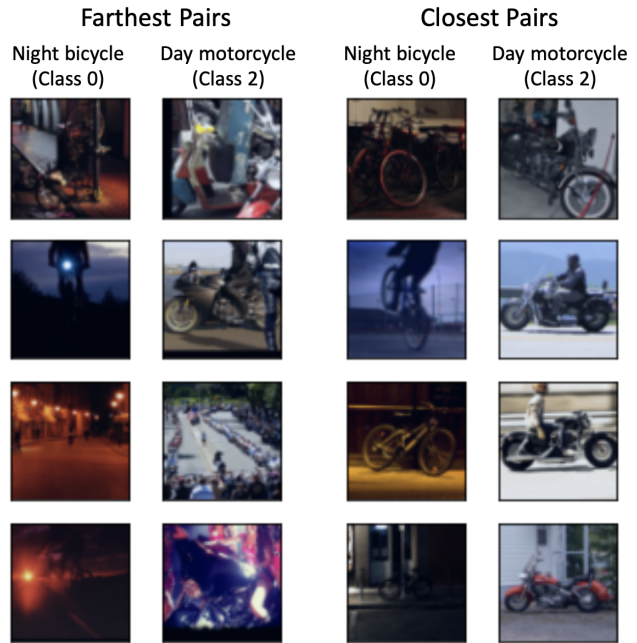 Farthest Pairs
Closest Pairs
Night bicycle
(Class 0)
Day motorcycle
(Class 2)
Night bicycle
(Class 0)
Day motorcycle
(Class 2)